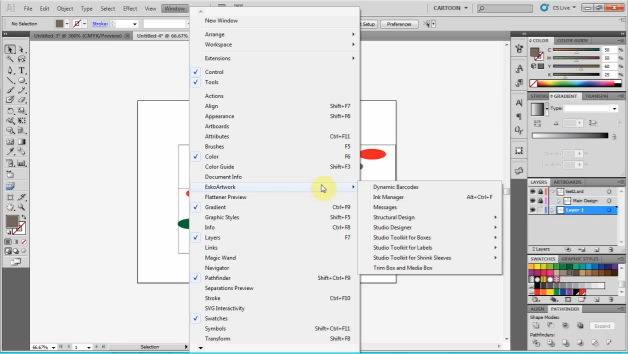 Ai File Edit Object Type Select Effect View Window CARTOON CS Live
No Selection Stroke: Setup Preferences
Untitled-3* @ 300% (CMYK/Preview) Untitled-4* @ 66.67%
New Window
Arrange
Workspace
Extensions
Control
Tools
Actions
Align Shift+F7
Appearance Shift+F6
Artboards
Attributes Ctrl+F11
Brushes F5
Color F6
Color Guide Shift+F3
Document Info
EskoArtwork
Flattener Preview
Gradient Ctrl+F9
Graphic Styles Shift+F5
Info Ctrl+F8
Layers F7
Links
Magic Wand
Navigator
Pathfinder Shift+Ctrl+F9
Separations Preview
Stroke Ctrl+F10
SVG Interactivity
Swatches
Symbols Shift+Ctrl+F11
Transform Shift+F8
Dynamic Barcodes
Ink Manager Alt+Ctrl+F
Messages
Structural Design
Studio Designer
Studio Toolkit for Boxes
Studio Toolkit for Labels
Studio Toolkit for Shrink Sleeves
Trim Box and Media Box
COLOR COLOR GUIDE
C 50 %
M 50 %
Y 60 %
K 25 %
GRADIENT
Type:
LAYERS ARTBOARDS
Main Design
Layer 1
2 Layers
SWATCHES GRAPHIC STYLES
ALIGN PATHFINDER
Shape Modes:
Expand
Pathfinders:
66.67% 1 Selection